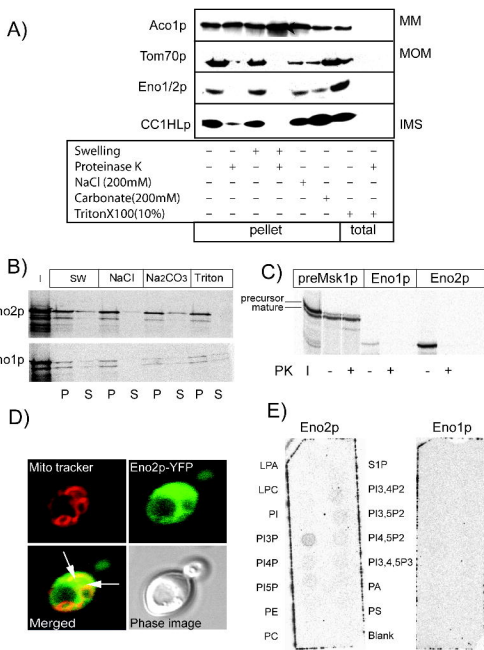 A)
Aco1p MM
Tom70p MOM
Eno1/2p
CC1HLp IMS
Swelling - - + + - - - -
Proteinase K - + - + - - - +
NaCl (200mM) - - - - + - - -
Carbonate(200mM) - - - - - + - -
TritonX100(10%) - - - - - - + +
pellet total
B)
I SW NaCl Na2CO3 Triton
Eno2p
Eno1p
P S P S P S P S
C)
preMsk1p Eno1p Eno2p
precursor
mature
PK I - + - + - +
D)
Mito tracker Eno2p-YFP
Merged Phase image
E)
Eno2p Eno1p
LPA S1P
LPC PI3,4P2
PI PI3,5P2
PI3P PI4,5P2
PI4P PI3,4,5P3
PI5P PA
PE PS
PC Blank